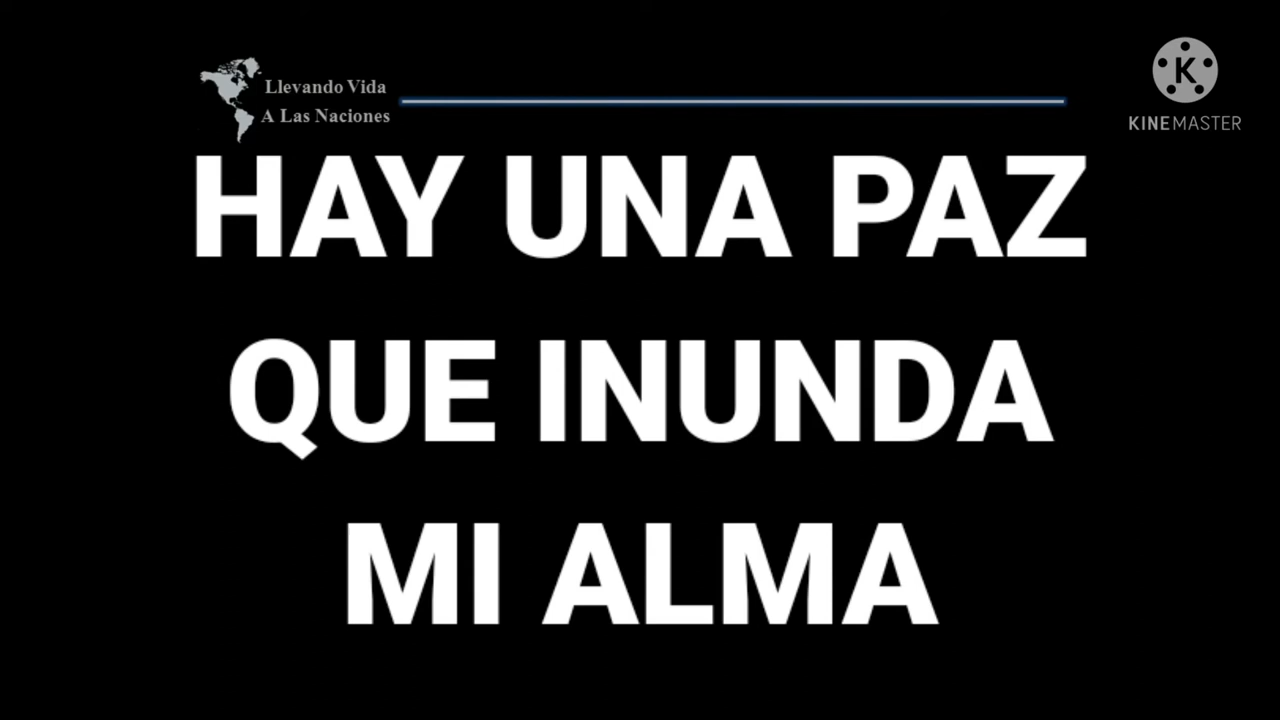 Llevando Vida
A Las Naciones
K
KINEMASTER
HAY UNA PAZ
QUE INUNDA
MI ALMA